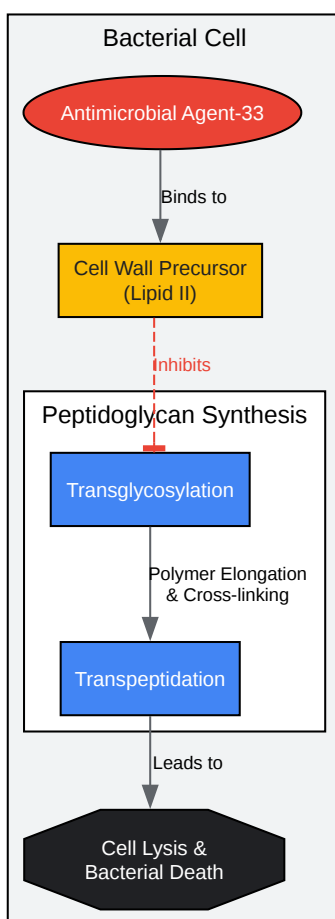 Bacterial Cell
Antimicrobial Agent-33
Binds to
Cell Wall Precursor
(Lipid II)
Inhibits
Peptidoglycan Synthesis
Transglycosylation
Polymer Elongation
& Cross-linking
Transpeptidation
Leads to
Cell Lysis &
Bacterial Death